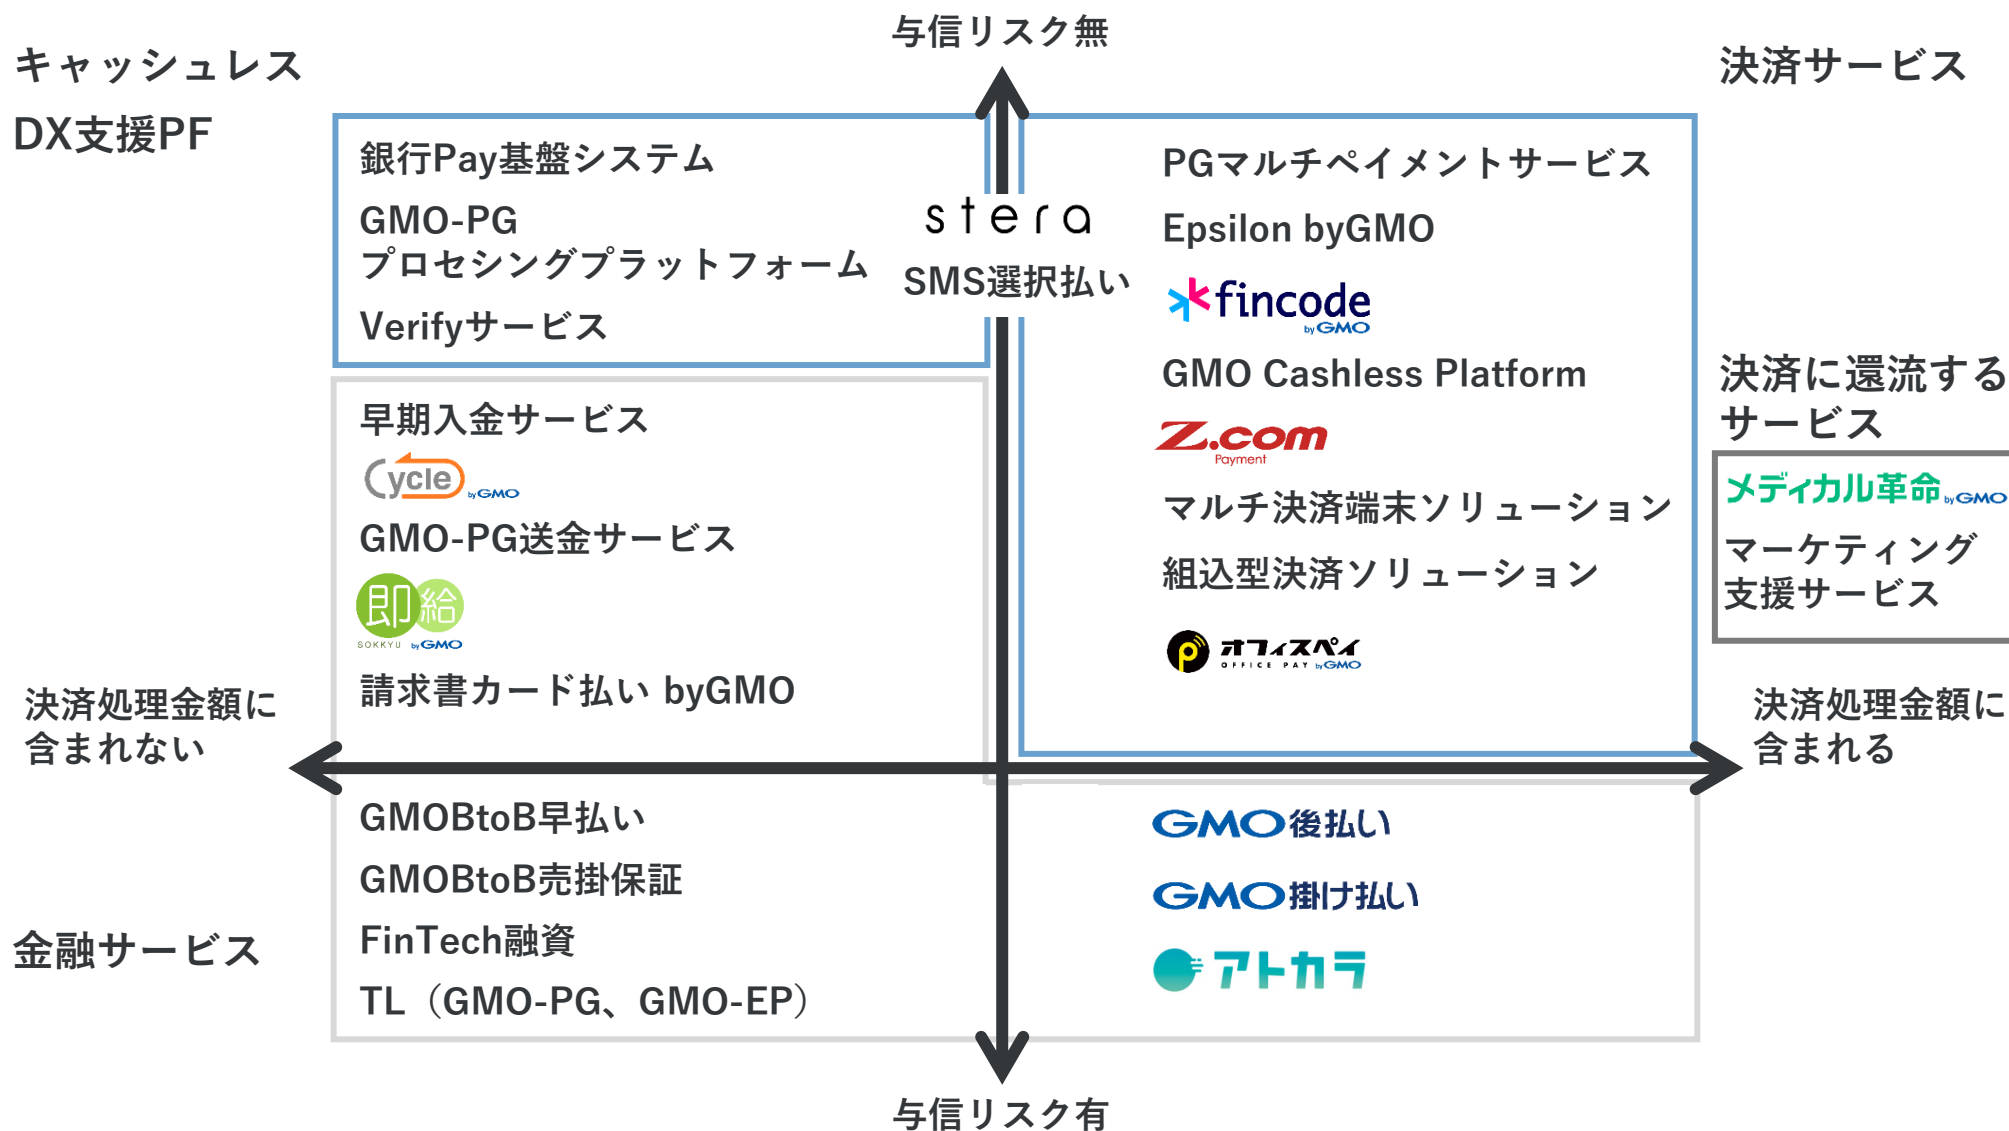 与信リスク無
キャッシュレス
DX支援PF
決済サービス
銀行Pay基盤システム
GMO-PG
プロセシングプラットフォーム
Verifyサービス
stera
SMS選択払い
PGマルチペイメントサービス
Epsilon byGMO
fincode
by GMO
GMO Cashless Platform
Z.com
Payment
マルチ決済端末ソリューション
組込型決済ソリューション
オフィスペイ
OFFICE PAY by GMO
決済に還流する
サービス
メディカル革命 by GMO
マーケティング
支援サービス
早期入金サービス
Cycle by GMO
GMO-PG送金サービス
即給
SOKKYU by GMO
請求書カード払い byGMO
決済処理金額に
含まれない
決済処理金額に
含まれる
金融サービス
GMOBtoB早払い
GMOBtoB売掛保証
FinTech融資
TL（GMO-PG、GMO-EP）
GMO後払い
GMO掛け払い
アトカラ
与信リスク有